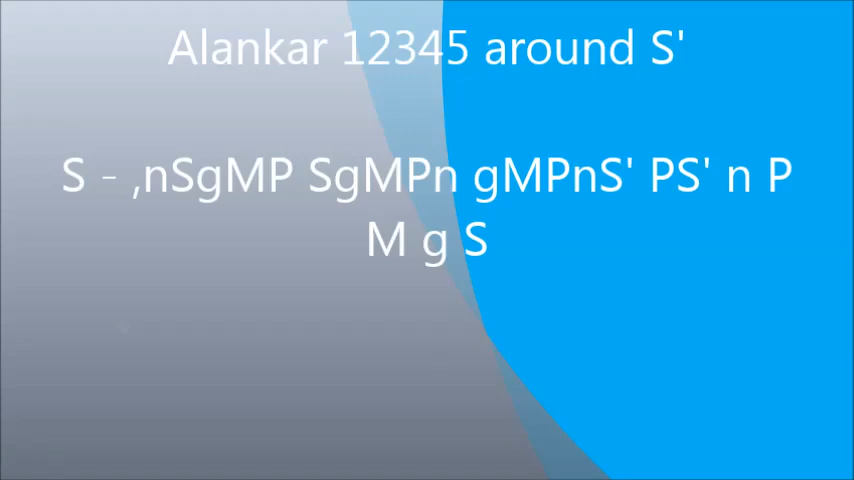 Alankar 12345 around S'
S - ,nSgMP SgMPn gMPnS' PS' n P
M g S